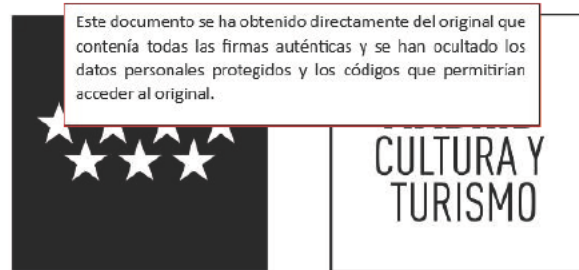 Este documento se ha obtenido directamente del original que
contenía todas las firmas auténticas y se han ocultado los
datos personales protegidos y los códigos que permitirían
acceder al original.
CULTURA Y
TURISMO